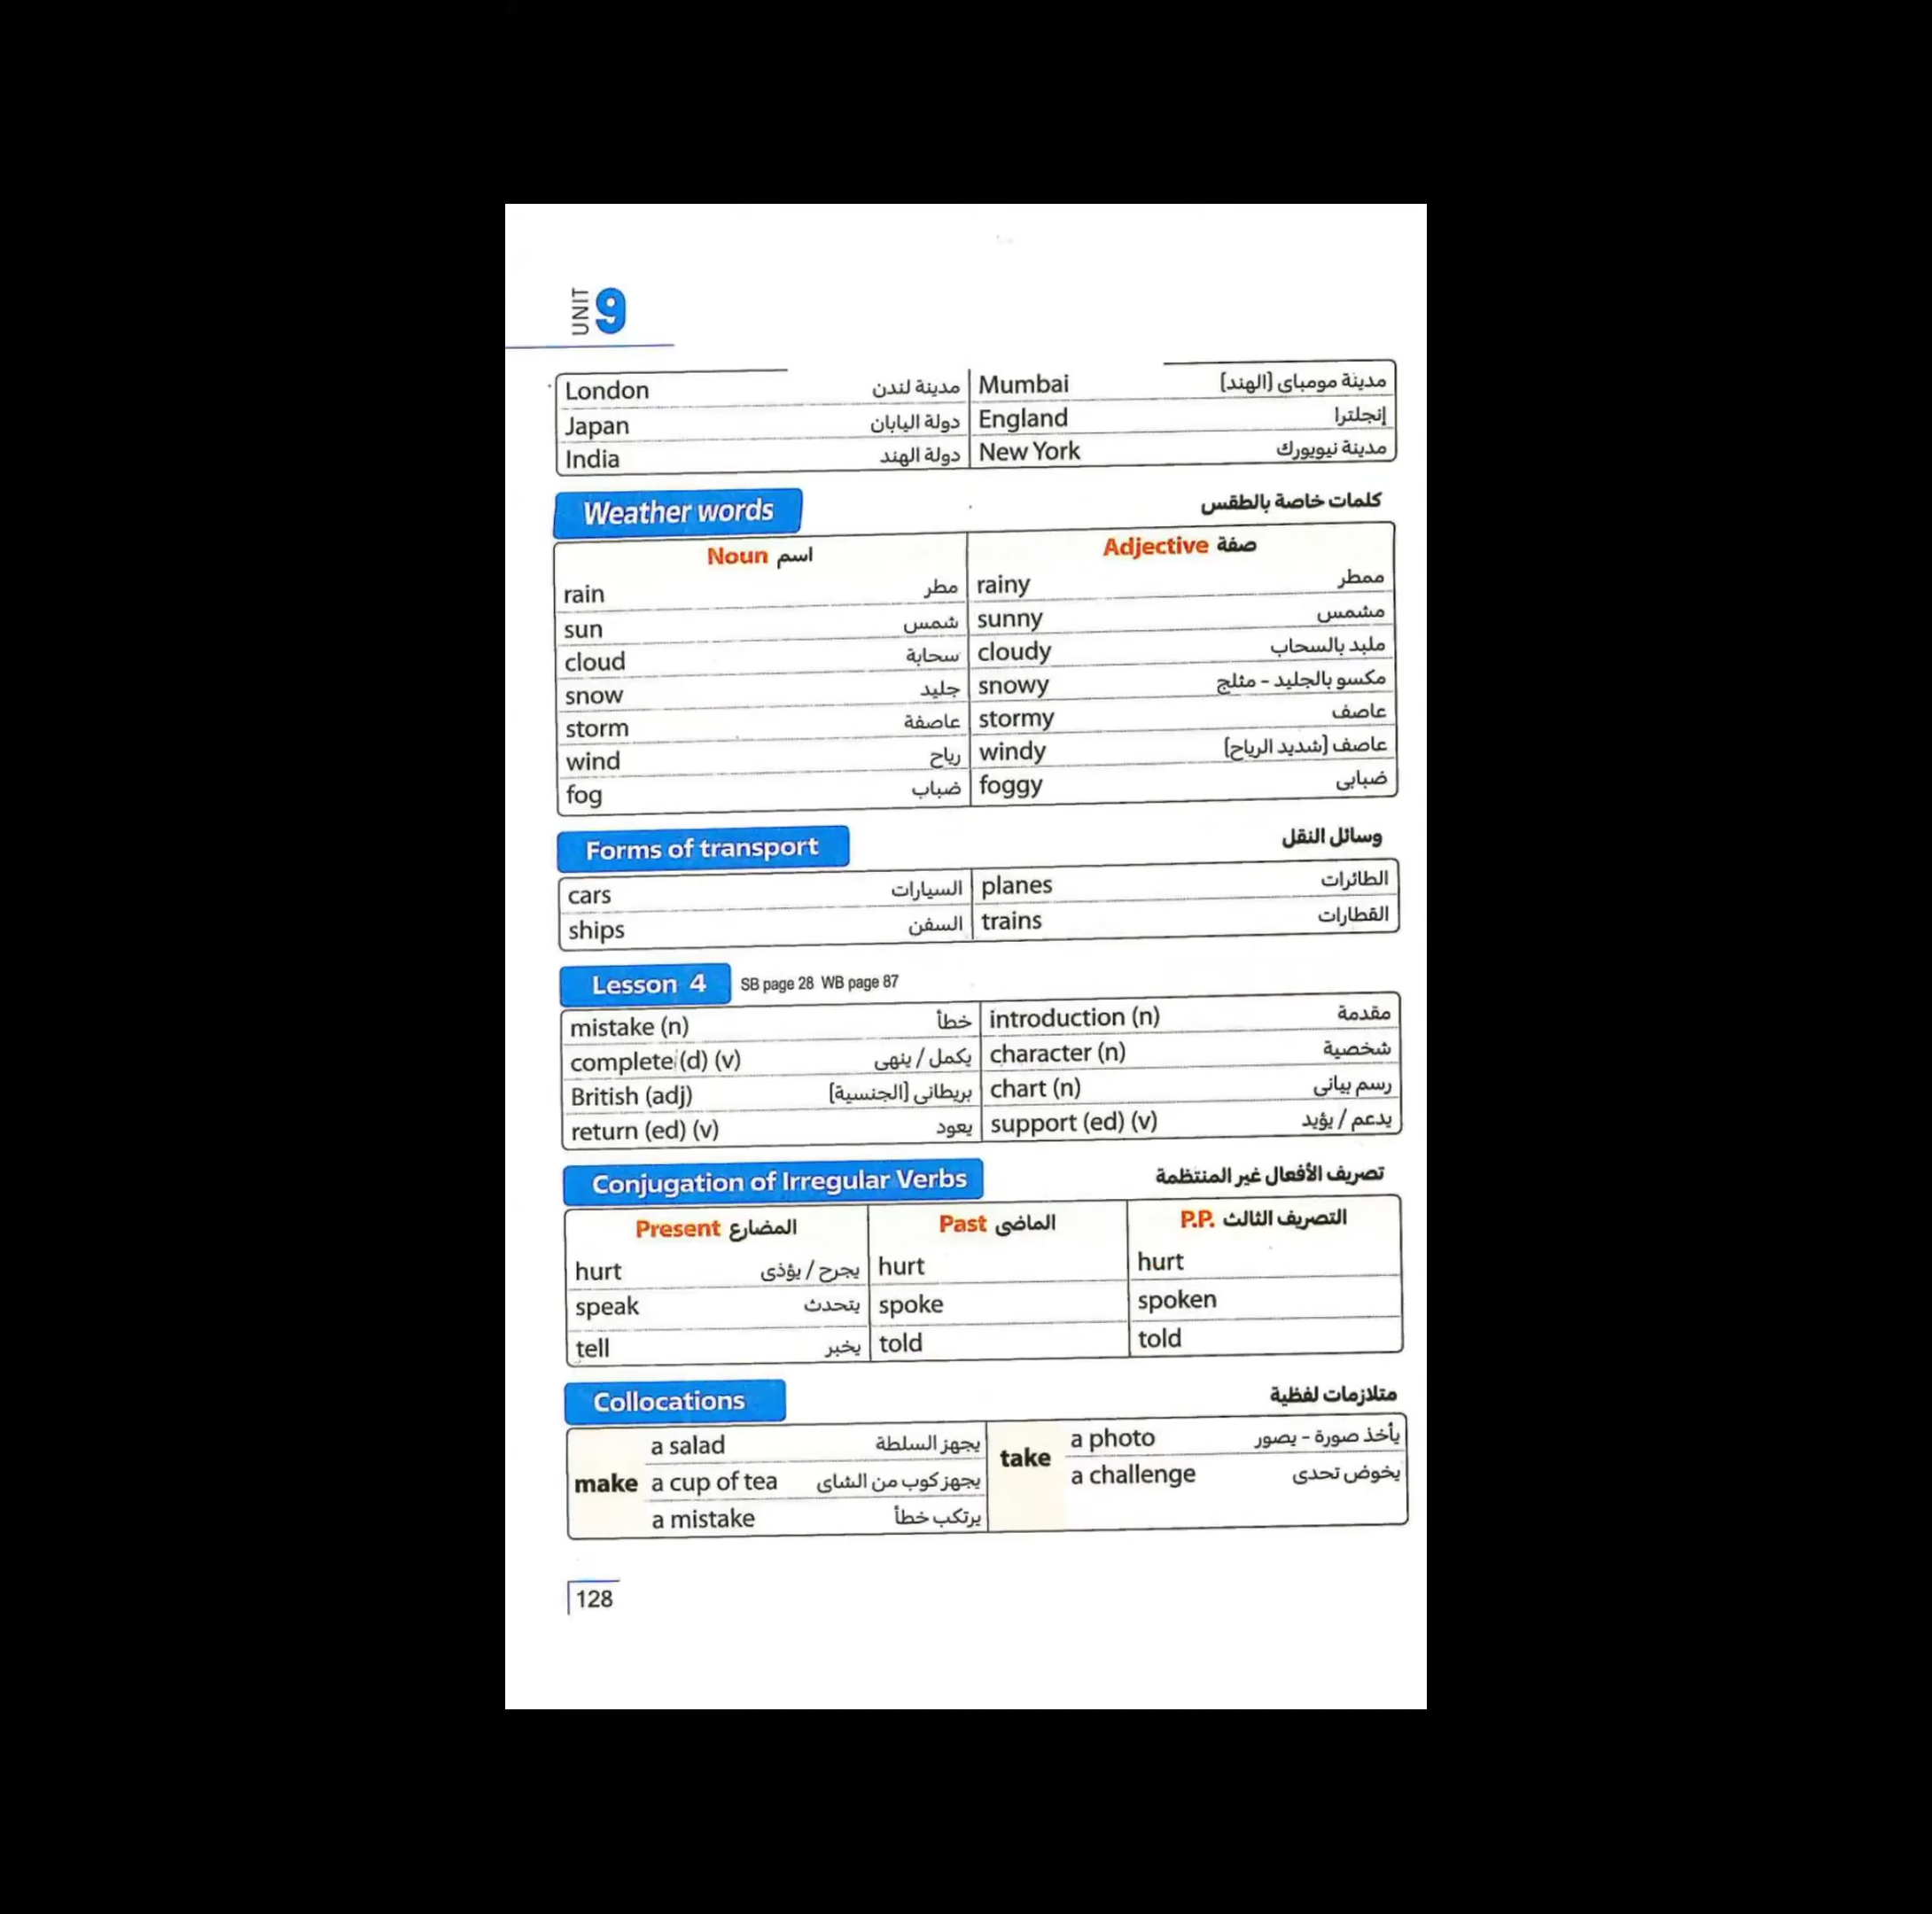 UNIT 9
London مدينة لندن Mumbai مدينة مومباى [الهند]
Japan دولة اليابان England إنجلترا
India دولة الهند New York مدينة نيويورك
Weather words كلمات خاصة بالطقس
Noun اسم Adjective صفة
rain مطر rainy ممطر
sun شمس sunny مشمس
cloud سحابة cloudy ملبد بالسحاب
snow جليد snowy مكسو بالجليد - مثلج
storm عاصفة stormy عاصف
wind رياح windy عاصف [شديد الرياح]
fog ضباب foggy ضبابى
Forms of transport وسائل النقل
cars السيارات planes الطائرات
ships السفن trains القطارات
Lesson 4 SB page 28 WB page 87
mistake (n) خطأ introduction (n) مقدمة
complete (d) (v) يكمل / ينهى character (n) شخصية
British (adj) بريطانى [الجنسية] chart (n) رسم بيانى
return (ed) (v) يعود support (ed) (v) يدعم / يؤيد
Conjugation of Irregular Verbs تصريف الأفعال غير المنتظمة
Present المضارع Past الماضى P.P. التصريف الثالث
hurt يجرح / يؤذى hurt hurt
speak يتحدث spoke spoken
tell يخبر told told
Collocations متلازمات لفظية
make a salad يجهز السلطة take a photo يأخذ صورة - يصور
a cup of tea يجهز كوب من الشاى a challenge يخوض تحدى
a mistake يرتكب خطأ
128